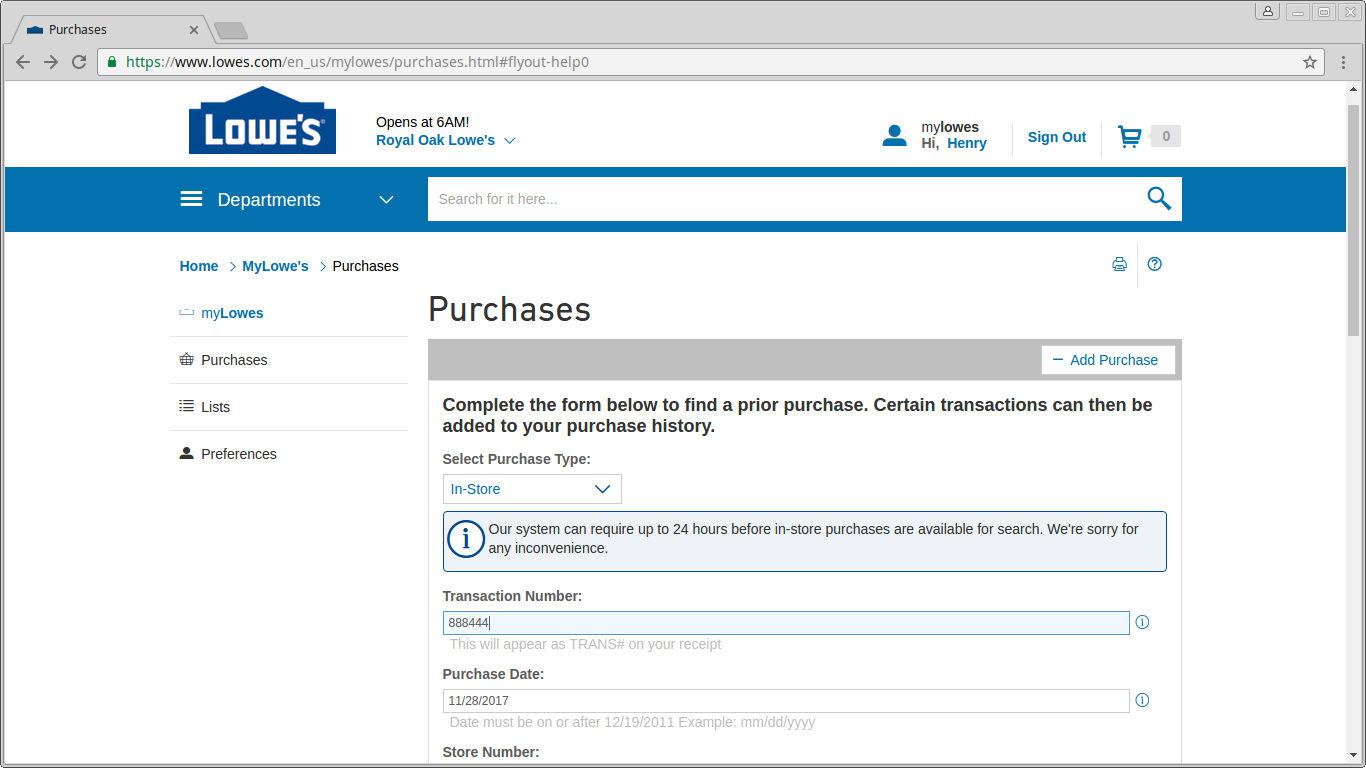 Purchases
https://www.lowes.com/en_us/mylowes/purchases.html#flyout-help0
LOWE'S
Opens at 6AM!
Royal Oak Lowe's
mylowes
Hi, Henry
Sign Out
0
Departments
Search for it here...
Home
MyLowe's
Purchases
myLowes
Purchases
Lists
Preferences
Purchases
Add Purchase
Complete the form below to find a prior purchase. Certain transactions can then be
added to your purchase history.
Select Purchase Type:
In-Store
Our system can require up to 24 hours before in-store purchases are available for search. We're sorry for
any inconvenience.
Transaction Number:
888444
This will appear as TRANS# on your receipt
Purchase Date:
11/28/2017
Date must be on or after 12/19/2011 Example: mm/dd/yyyy
Store Number: